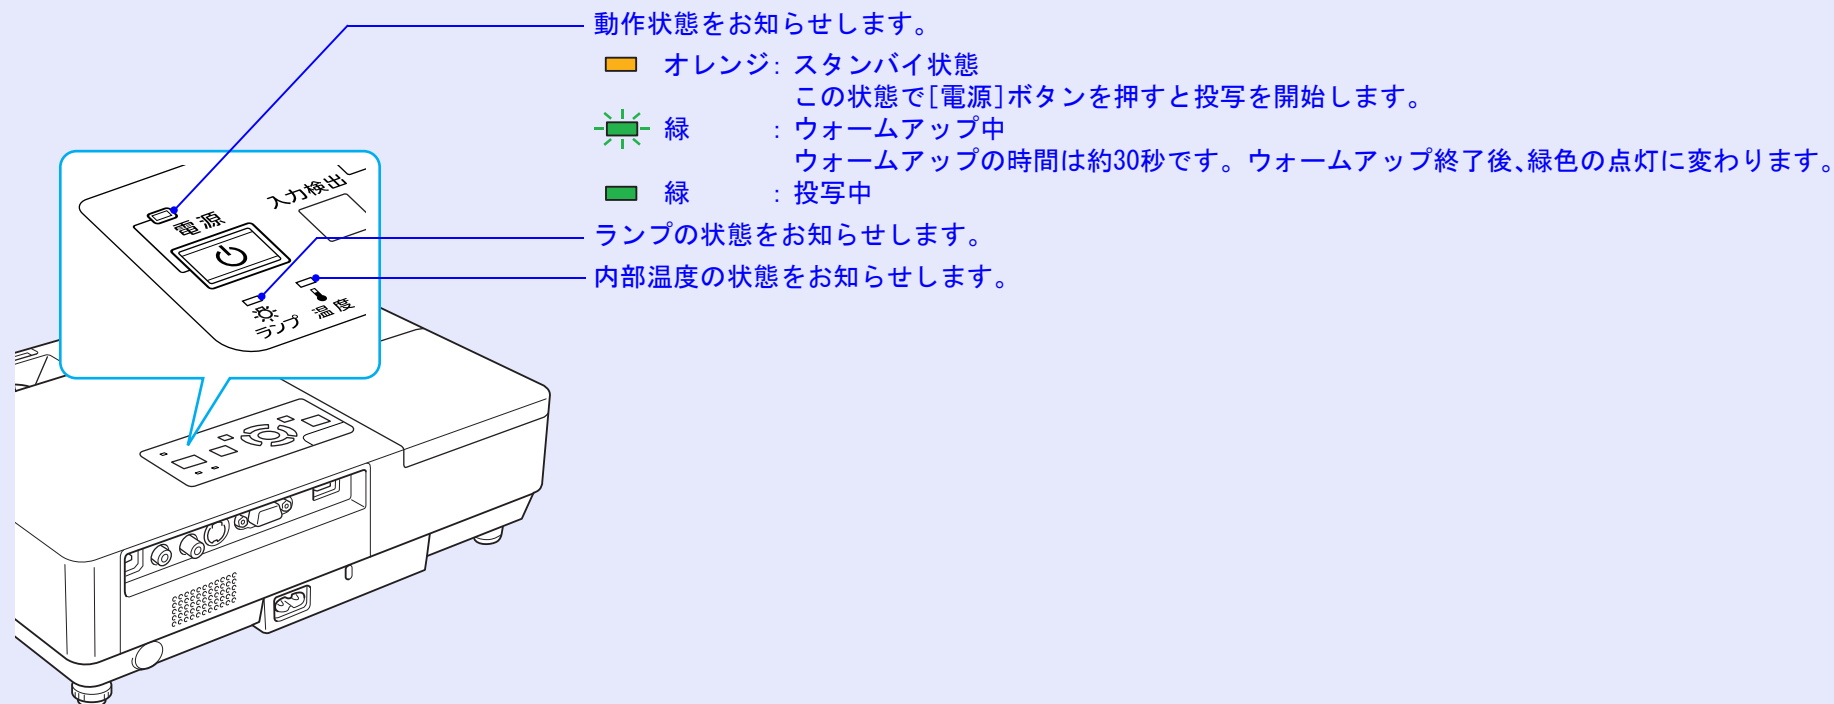 動作状態をお知らせします。
オレンジ: スタンバイ状態
この状態で[電源]ボタンを押すと投写を開始します。
緑 : ウォームアップ中
ウォームアップの時間は約30秒です。ウォームアップ終了後、緑色の点灯に変わります。
緑 : 投写中
ランプの状態をお知らせします。
内部温度の状態をお知らせします。
入力検出
電源
ランプ
温度